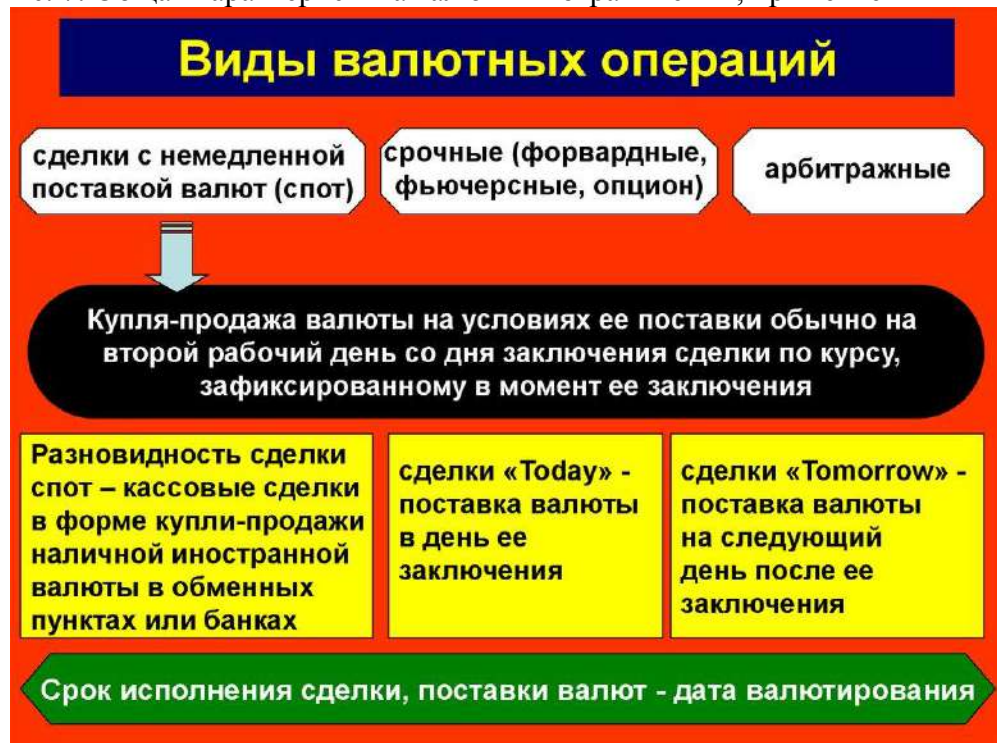 Виды валютных операций
сделки с немедленной
поставкой валют (спот)
срочные (форвардные,
фьючерсные, опцион)
арбитражные
Купля-продажа валюты на условиях ее поставки обычно на
второй рабочий день со дня заключения сделки по курсу,
зафиксированному в момент ее заключения
Разновидность сделки
спот – кассовые сделки
в форме купли-продажи
наличной иностранной
валюты в обменных
пунктах или банках
сделки «Today» -
поставка валюты
в день ее
заключения
сделки «Tomorrow» -
поставка валюты
на следующий
день после ее
заключения
Срок исполнения сделки, поставки валют - дата валютирования